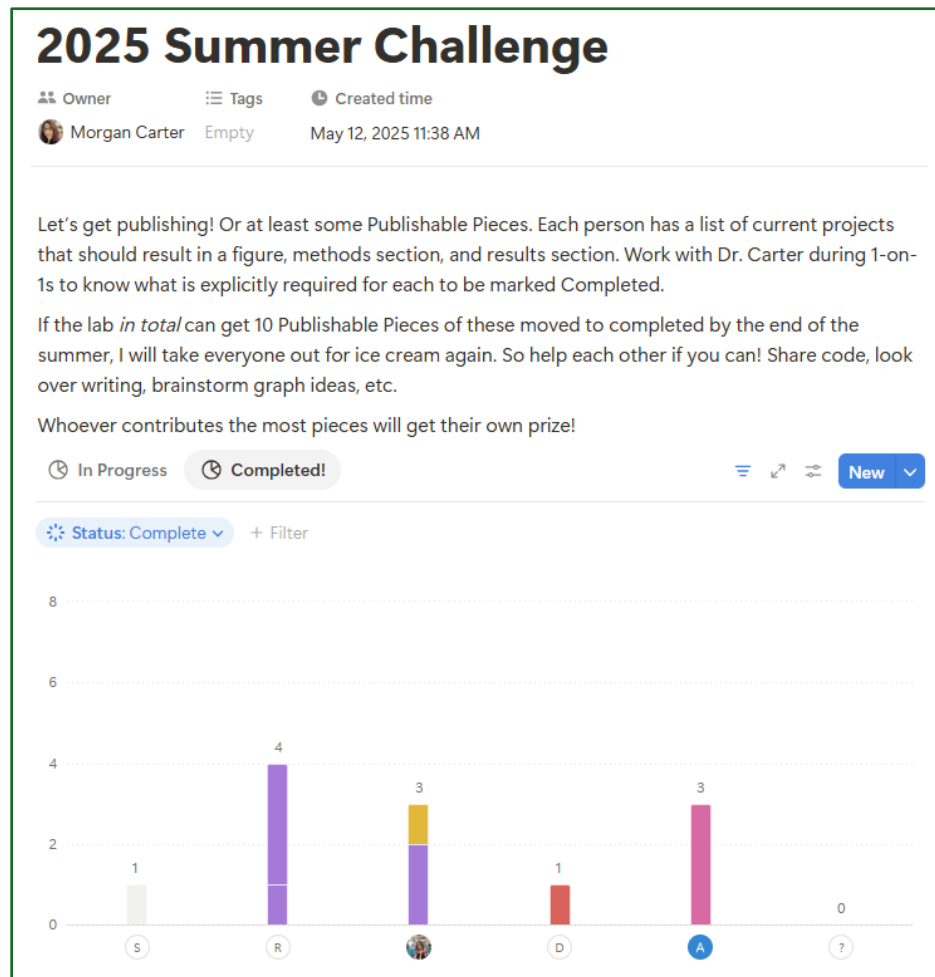 2025 Summer Challenge
Owner Tags Created time
Morgan Carter Empty May 12, 2025 11:38 AM
Let's get publishing! Or at least some Publishable Pieces. Each person has a list of current projects
that should result in a figure, methods section, and results section. Work with Dr. Carter during 1-on-
1s to know what is explicitly required for each to be marked Completed.
If the lab in total can get 10 Publishable Pieces of these moved to completed by the end of the
summer, I will take everyone out for ice cream again. So help each other if you can! Share code, look
over writing, brainstorm graph ideas, etc.
Whoever contributes the most pieces will get their own prize!
In Progress Completed! New
Status: Complete + Filter
8
6
4
4
3
3
2
1
1
0
0
S R D A ?